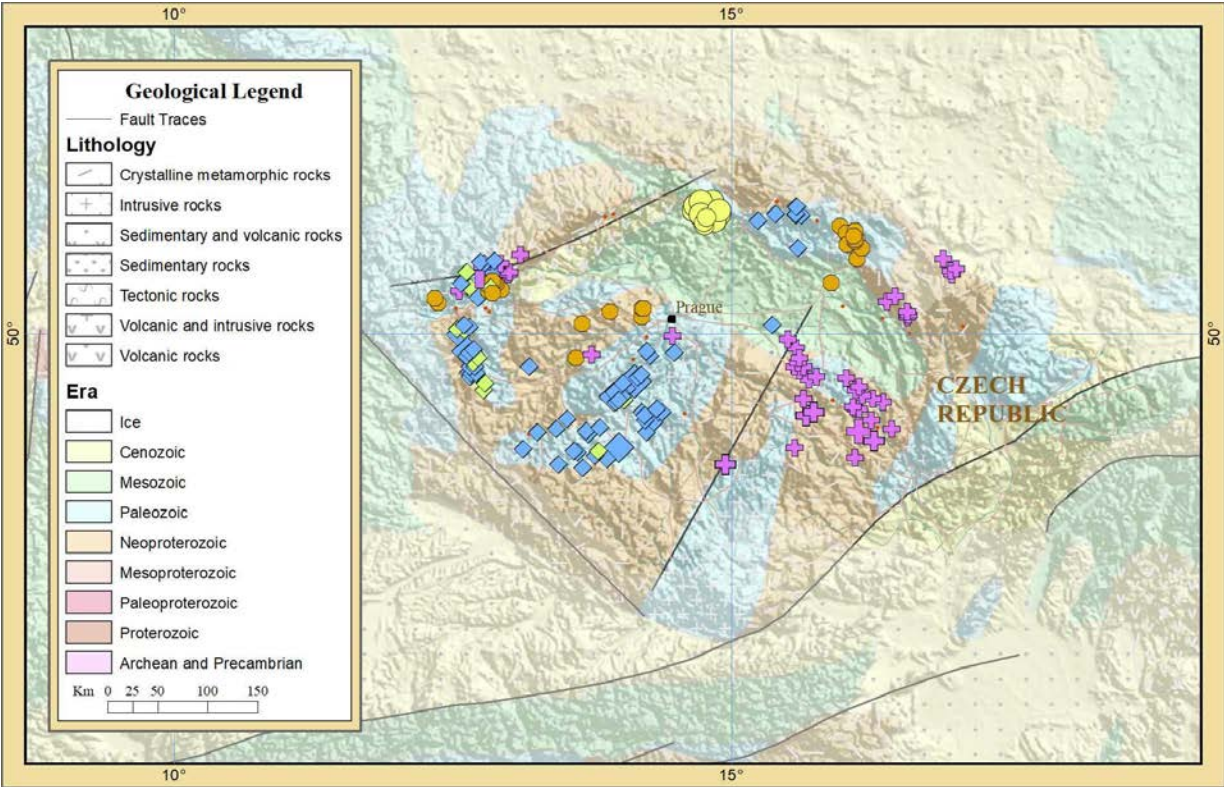 10°
15°
Geological Legend
Fault Traces
Lithology
Crystalline metamorphic rocks
Intrusive rocks
Sedimentary and volcanic rocks
Sedimentary rocks
Tectonic rocks
Volcanic and intrusive rocks
Volcanic rocks
Era
Ice
Cenozoic
Mesozoic
Paleozoic
Neoproterozoic
Mesoproterozoic
Paleoproterozoic
Proterozoic
Archean and Precambrian
Km 0 25 50 100 150
50°
Prague
50°
CZECH
REPUBLIC
10°
15°